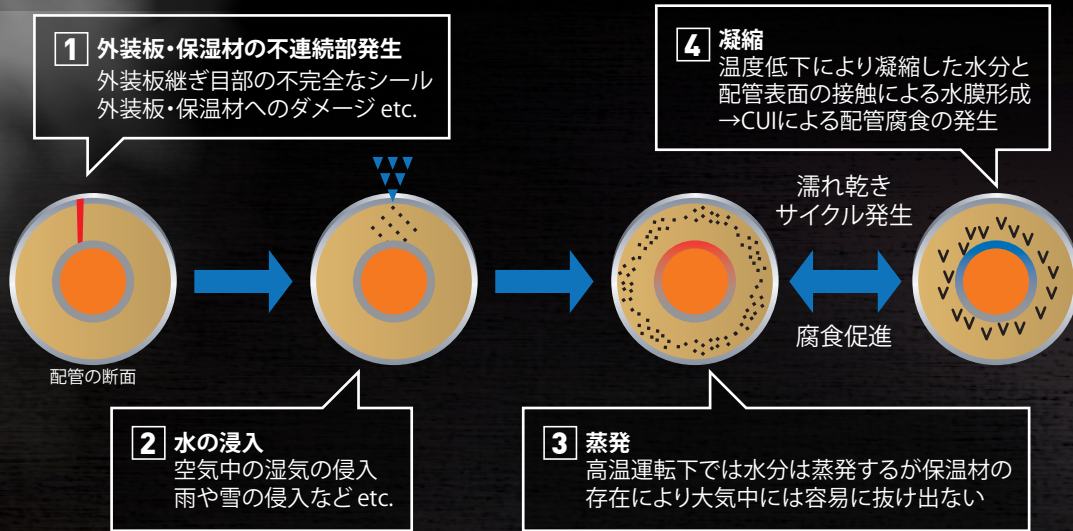 1 外装板・保湿材の不連続部発生
外装板継ぎ目部の不完全なシール
外装板・保温材へのダメージ etc.
4 凝縮
温度低下により凝縮した水分と
配管表面の接触による水膜形成
→CUIによる配管腐食の発生
濡れ乾き
サイクル発生
腐食促進
配管の断面
2 水の浸入
空気中の湿気の侵入
雨や雪の侵入など etc.
3 蒸発
高温運転下では水分は蒸発するが保温材の
存在により大気中には容易に抜け出ない